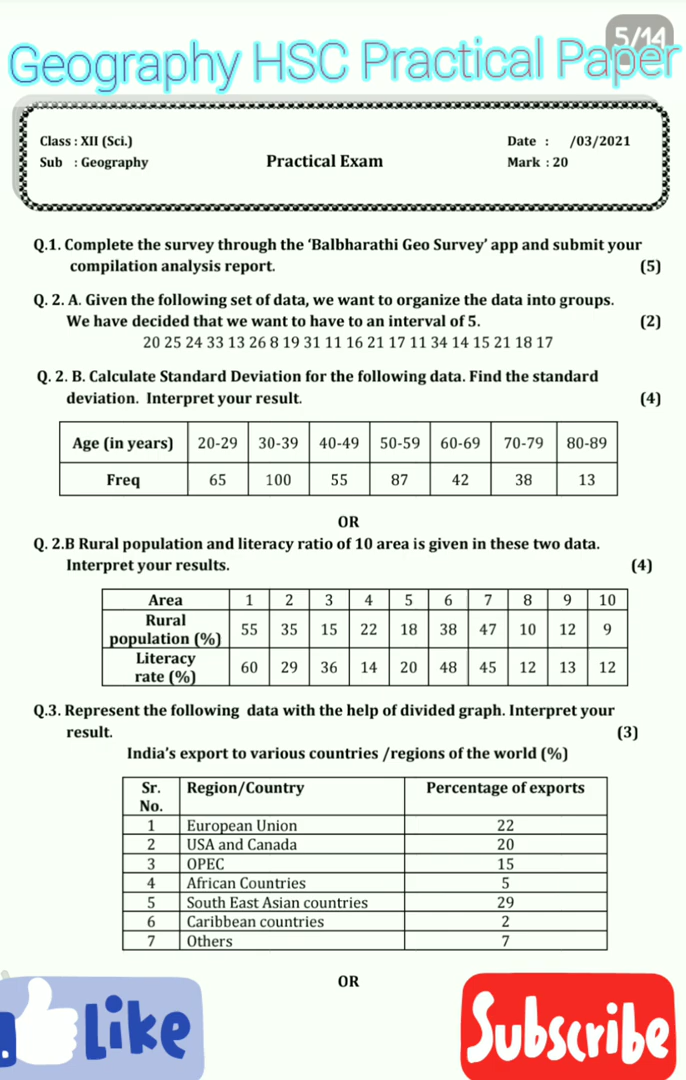 5/14
Geography HSC Practical Paper
Class : XII (Sci.) Date : /03/2021
Sub : Geography Practical Exam Mark : 20
Q.1. Complete the survey through the ‘Balbharathi Geo Survey’ app and submit your
compilation analysis report. (5)
Q. 2. A. Given the following set of data, we want to organize the data into groups.
We have decided that we want to have to an interval of 5. (2)
20 25 24 33 13 26 8 19 31 11 16 21 17 11 34 14 15 21 18 17
Q. 2. B. Calculate Standard Deviation for the following data. Find the standard
deviation. Interpret your result. (4)
Age (in years) 20-29 30-39 40-49 50-59 60-69 70-79 80-89
Freq 65 100 55 87 42 38 13
OR
Q. 2.B Rural population and literacy ratio of 10 area is given in these two data.
Interpret your results. (4)
Area 1 2 3 4 5 6 7 8 9 10
Rural
population (%) 55 35 15 22 18 38 47 10 12 9
Literacy
rate (%) 60 29 36 14 20 48 45 12 13 12
Q.3. Represent the following data with the help of divided graph. Interpret your
result. (3)
India’s export to various countries /regions of the world (%)
Sr. Region/Country Percentage of exports
No.
1 European Union 22
2 USA and Canada 20
3 OPEC 15
4 African Countries 5
5 South East Asian countries 29
6 Caribbean countries 2
7 Others 7
OR
Like
Subscribe